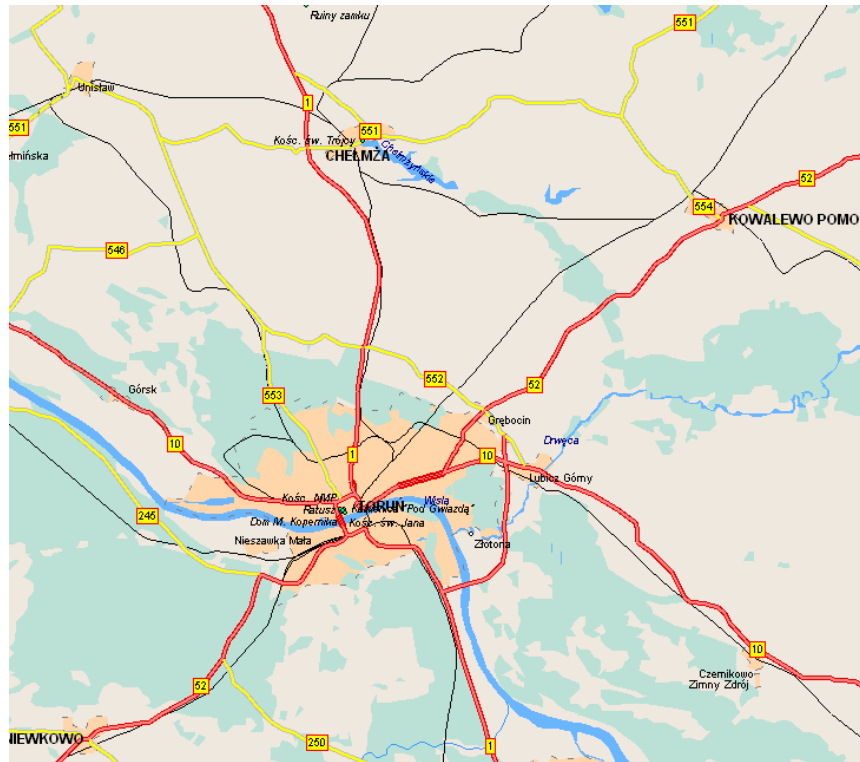 Ruiny zamku
551
Unisław
1
551
551
Kośc. św. Trójcy
CHEŁMŻA
Chełmżyńskie
ełmińska
52
554
KOWALEWO POMO
546
552
52
553
Górsk
Grębocin
10
Drwęca
1
10
Lubicz Górny
Kośc. NMP
Wisła
Ratusz
TORUŃ
Pod Gwiazdą"
245
Dom M. Kopernika
Kośc. św. Jana
Nieszawka Mała
Złotoria
10
Czernikowo
Zimny Zdrój
52
NIEWKOWO
250
1